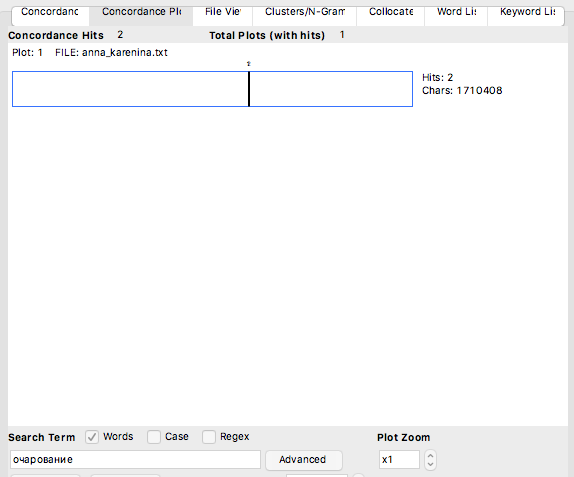 Concordanc Concordance Plo File Vie Clusters/N-Gram Collocate Word Lis Keyword Lis
Concordance Hits 2 Total Plots (with hits) 1
Plot: 1 FILE: anna_karenina.txt
Hits: 2
Chars: 1710408
Search Term Words Case Regex Plot Zoom
очарование Advanced x1